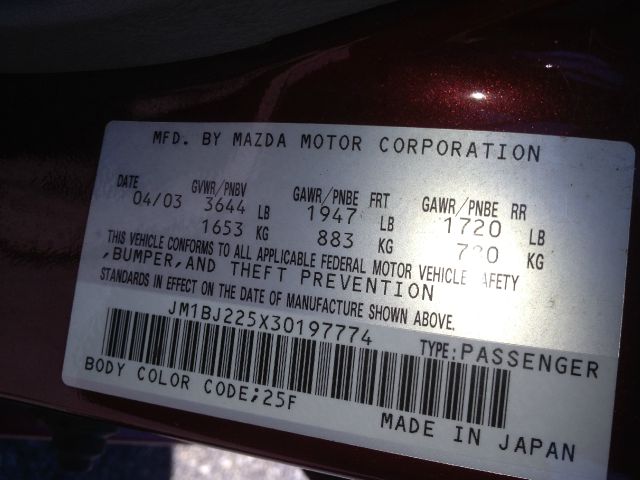 MFD. BY MAZDA MOTOR CORPORATION
DATE GVWR/PNBV GAWR/PNBE FRT GAWR/PNBE RR
04/03 3644 LB 1947 LB 1720 LB
1653 KG 883 KG KG
THIS VEHICLE CONFORMS TO ALL APPLICABLE FEDERAL MOTOR VEHICLE SAFETY
,BUMPER,AND THEFT PREVENTION
STANDARDS IN EFFECT ON THE DATE OF MANUFACTURE SHOWN ABOVE.
JM1BJ225X30197774
TYPE:PASSENGER
BODY COLOR CODE;25F
MADE IN JAPAN